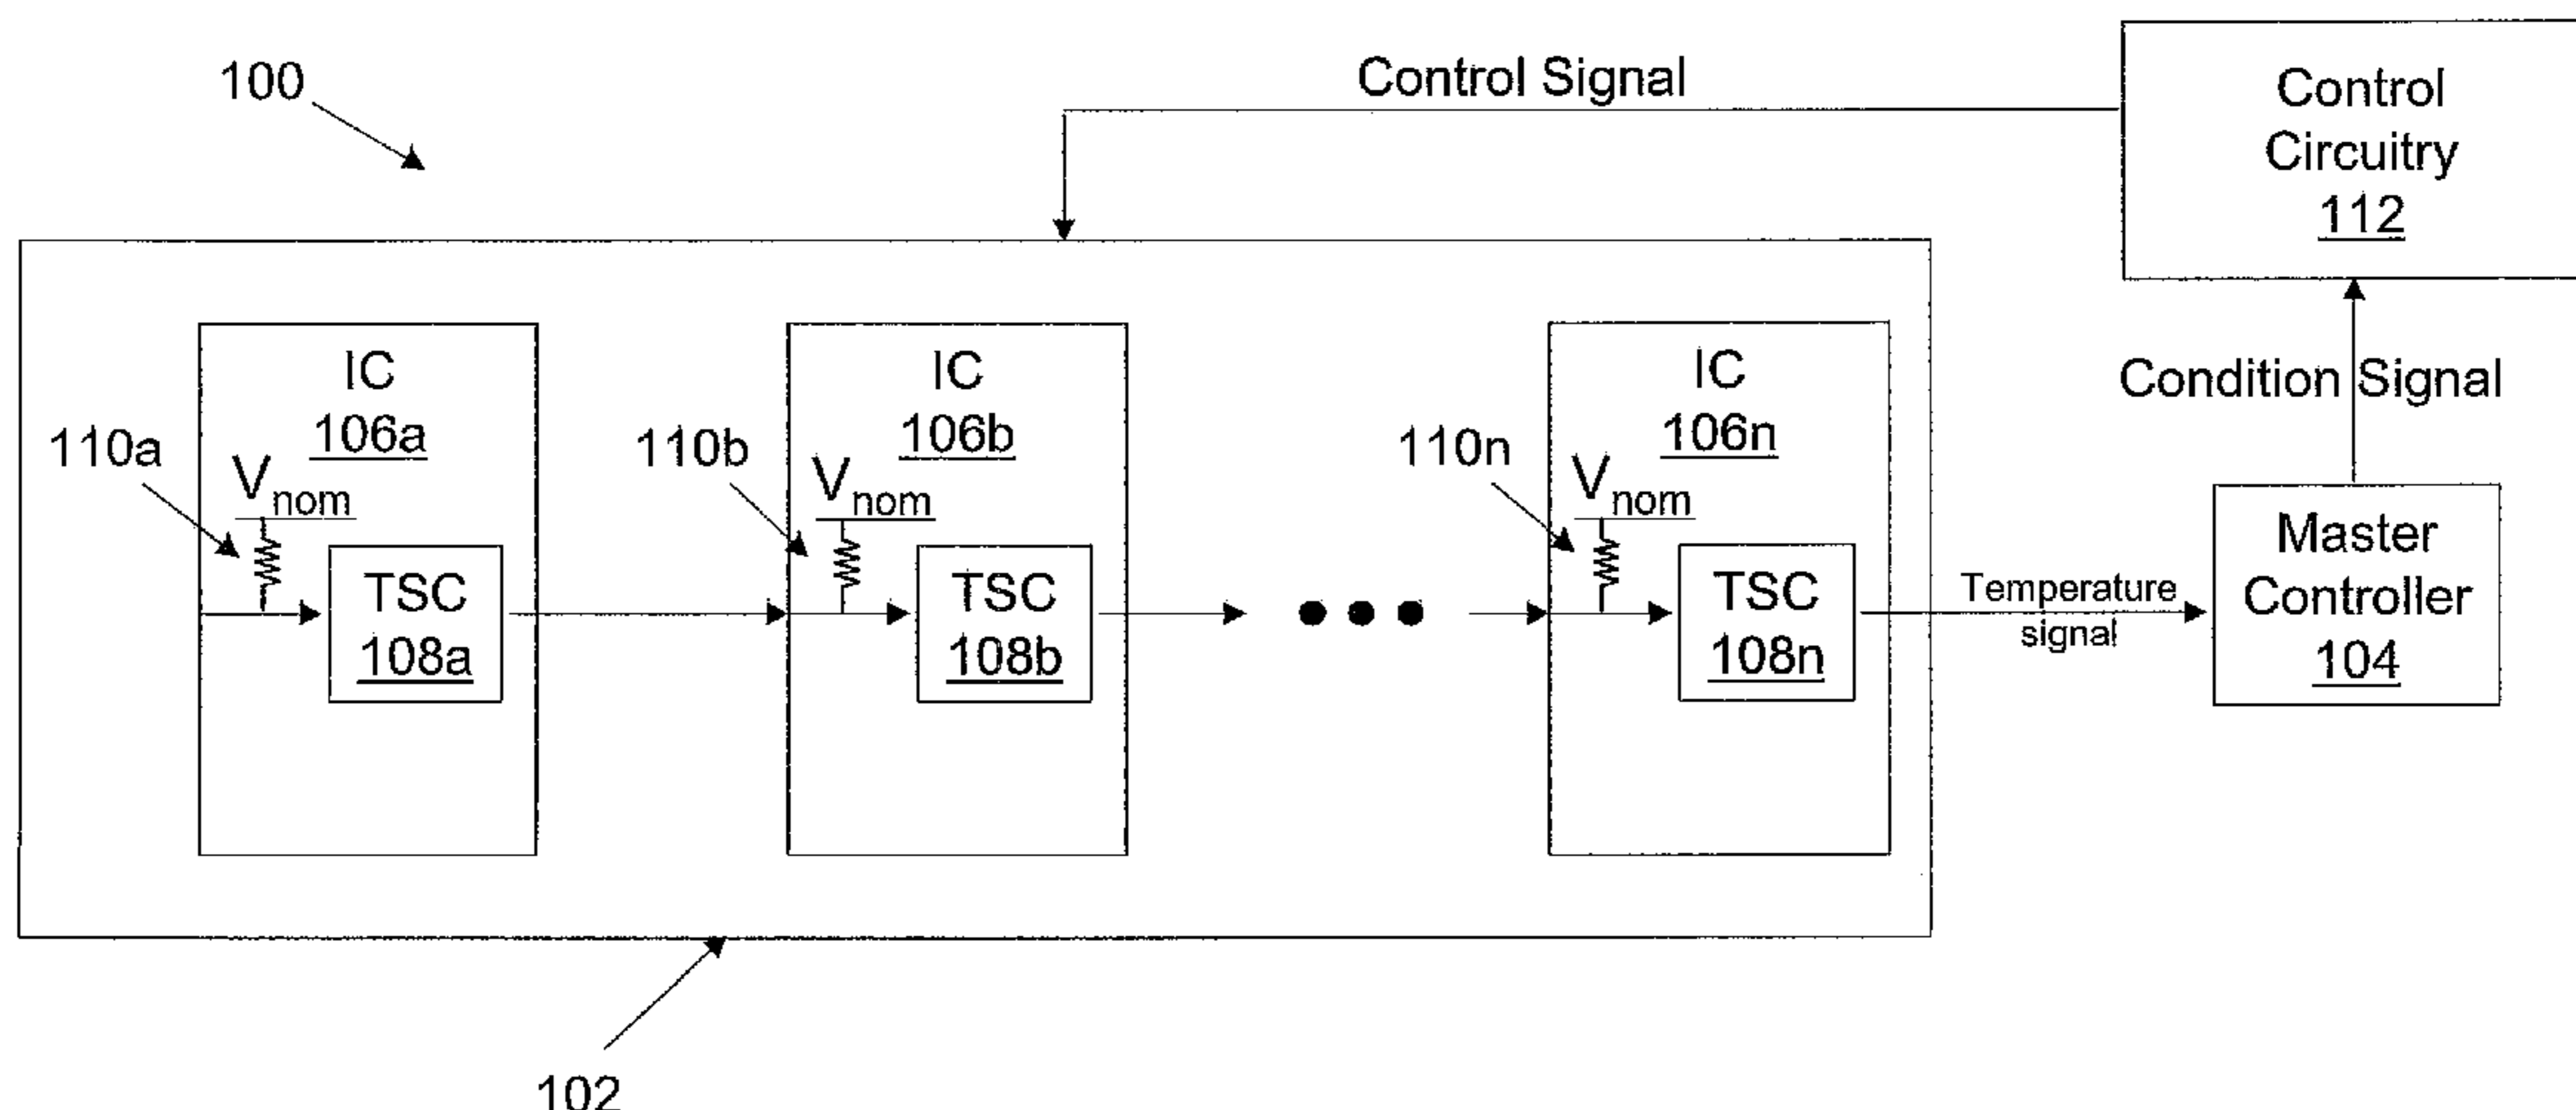 100
Control Signal
Control
Circuitry
112
IC
106a
110a
Vnom
TSC
108a
IC
106b
110b
Vnom
TSC
108b
IC
106n
110n
Vnom
TSC
108n
Temperature
signal
Condition Signal
Master
Controller
104
102